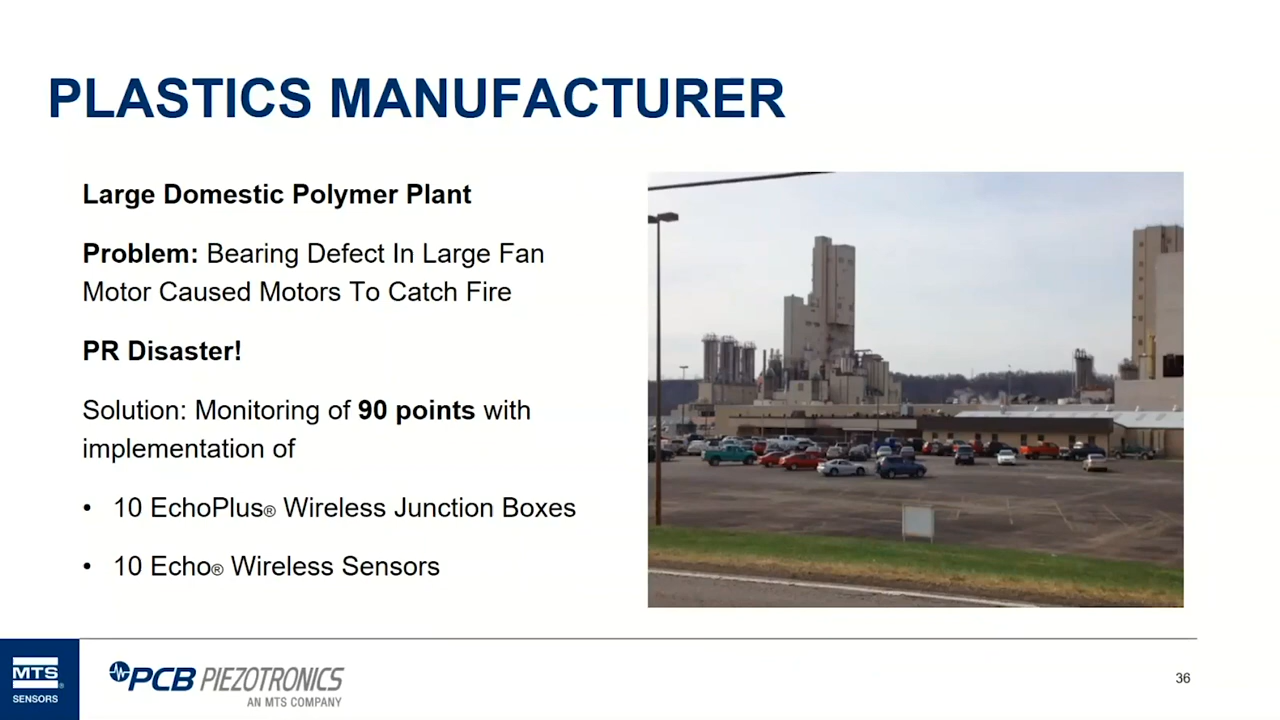 PLASTICS MANUFACTURER
Large Domestic Polymer Plant
Problem: Bearing Defect In Large Fan
Motor Caused Motors To Catch Fire
PR Disaster!
Solution: Monitoring of 90 points with
implementation of
• 10 EchoPlus® Wireless Junction Boxes
• 10 Echo® Wireless Sensors
MTS®
SENSORS
PCB PIEZOTRONICS
AN MTS COMPANY
36